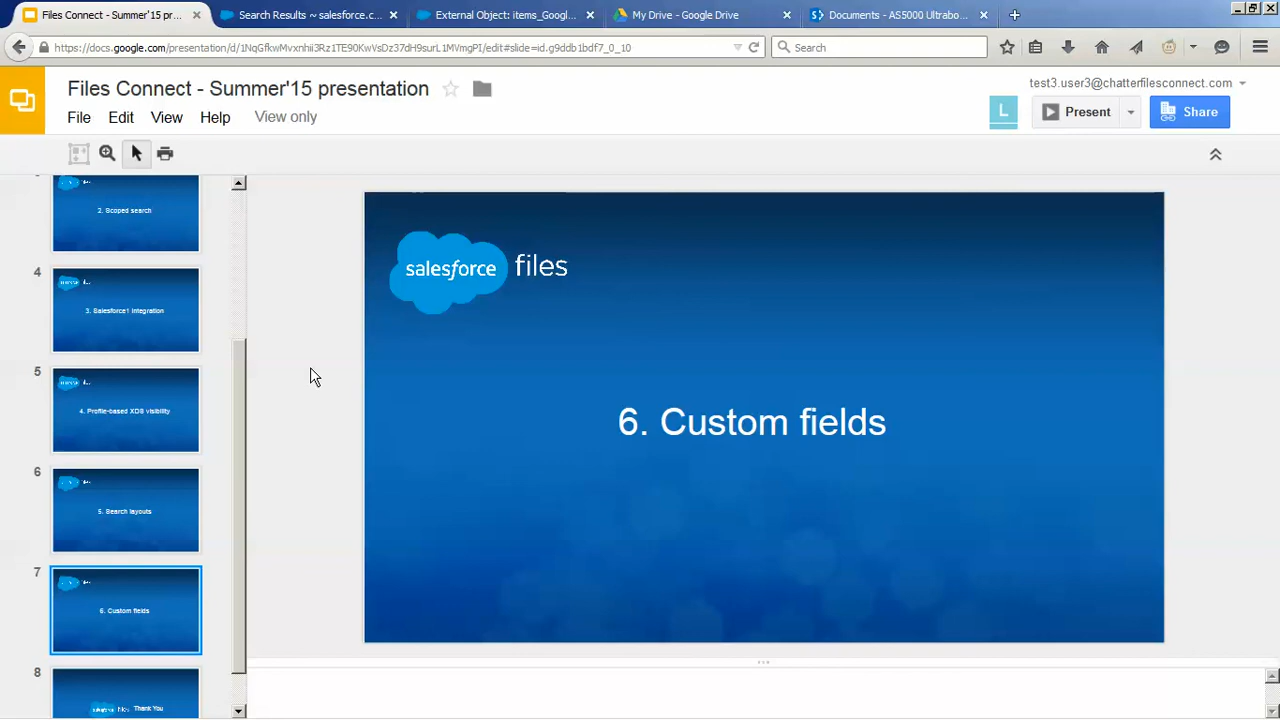 Files Connect - Summer'15 pr...
Search Results ~ salesforce.c...
External Object: items_Googl...
My Drive - Google Drive
Documents - AS5000 Ultraboo...
https://docs.google.com/presentation/d/1NqGfkwMvxnhii3Rz1TE90KwVsDz37dH9surL1MVmgPI/edit#slide=id.g9ddb1bdf7_0_10
Search
Files Connect - Summer'15 presentation
test3.user3@chatterfilesconnect.com
File Edit View Help View only
L
Present
Share
2. Scoped search
4
3. Salesforce1 integration
5
4. Profile-based XDS visibility
6
5. Search layouts
7
6. Custom fields
8
Thank You
salesforce files
6. Custom fields